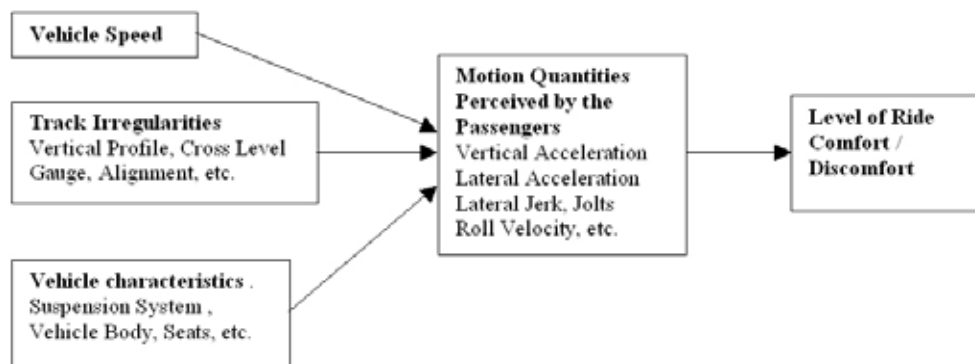 Vehicle Speed
Track Irregularities
Vertical Profile, Cross Level
Gauge, Alignment, etc.
Vehicle characteristics .
Suspension System ,
Vehicle Body, Seats, etc.
Motion Quantities
Perceived by the
Passengers
Vertical Acceleration
Lateral Acceleration
Lateral Jerk, Jolts
Roll Velocity, etc.
Level of Ride
Comfort /
Discomfort